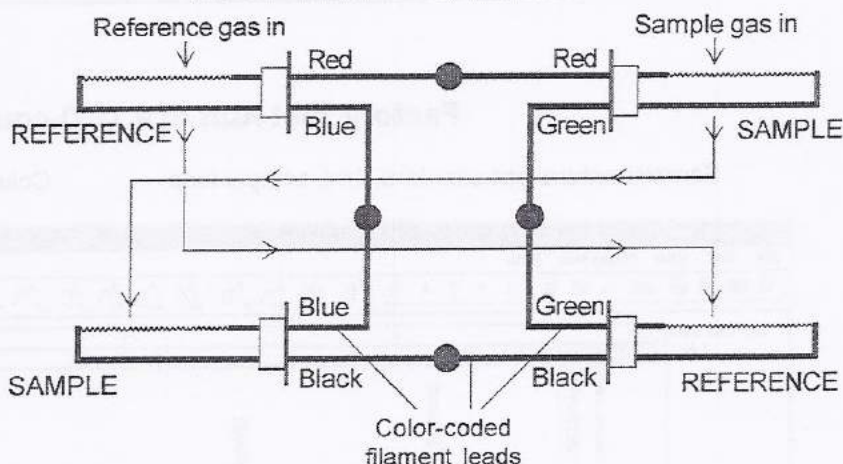 Reference gas in
Sample gas in
Red
Red
REFERENCE
Blue
Green
SAMPLE
Blue
Green
SAMPLE
Black
Black
REFERENCE
Color-coded
filament leads